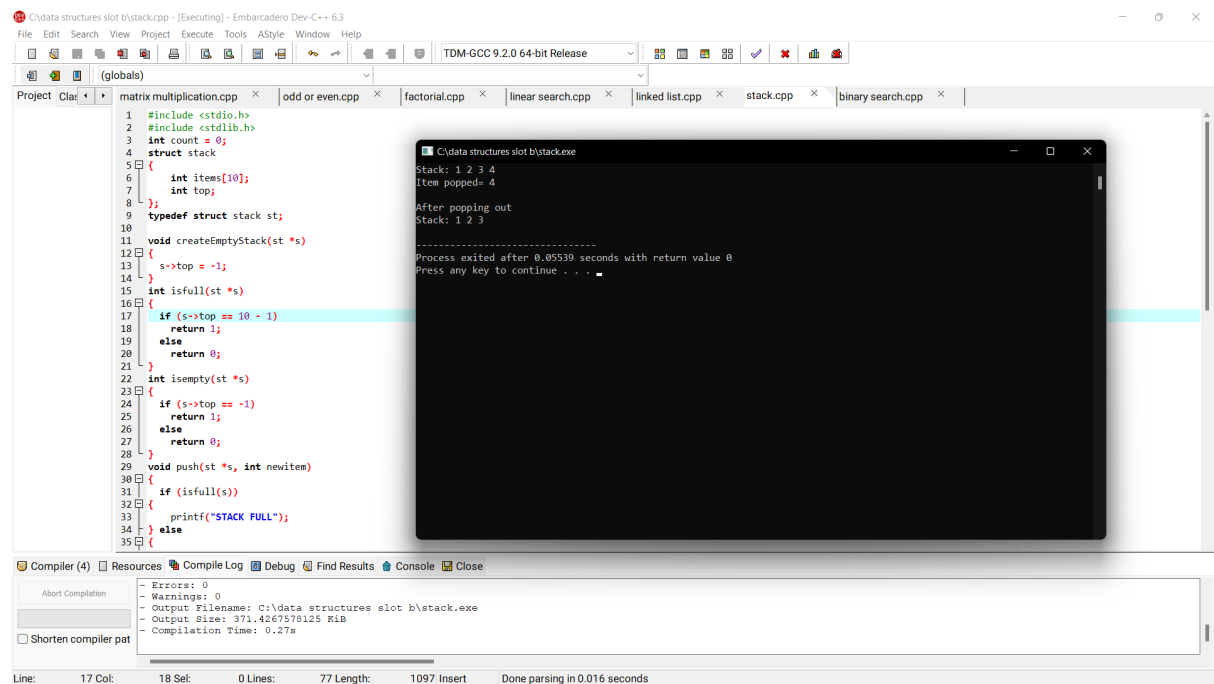 C:\data structures slot b\stack.cpp - [Executing] - Embarcadero Dev-C++ 6.3
File Edit Search View Project Execute Tools AStyle Window Help
TDM-GCC 9.2.0 64-bit Release
(globals)
Project Clas matrix multiplication.cpp odd or even.cpp factorial.cpp linear search.cpp linked list.cpp stack.cpp binary search.cpp
1 #include <stdio.h>
2 #include <stdlib.h>
3 int count = 0;
4 struct stack
5 {
6 int items[10];
7 int top;
8 };
9 typedef struct stack st;
10
11 void createEmptyStack(st *s)
12 {
13 s->top = -1;
14 }
15 int isfull(st *s)
16 {
17 if (s->top == 10 - 1)
18 return 1;
19 else
20 return 0;
21 }
22 int isempty(st *s)
23 {
24 if (s->top == -1)
25 return 1;
26 else
27 return 0;
28 }
29 void push(st *s, int newitem)
30 {
31 if (isfull(s))
32 {
33 printf("STACK FULL");
34 } else
35 {
C:\data structures slot b\stack.exe
Stack: 1 2 3 4
Item popped= 4
After popping out
Stack: 1 2 3
--------------------------------
Process exited after 0.05539 seconds with return value 0
Press any key to continue . . .
Compiler (4) Resources Compile Log Debug Find Results Console Close
Abort Compilation
Shorten compiler pat
- Errors: 0
- Warnings: 0
- Output Filename: C:\data structures slot b\stack.exe
- Output Size: 371.4267578125 KiB
- Compilation Time: 0.27s
Line: 17 Col: 18 Sel: 0 Lines: 77 Length: 1097 Insert Done parsing in 0.016 seconds